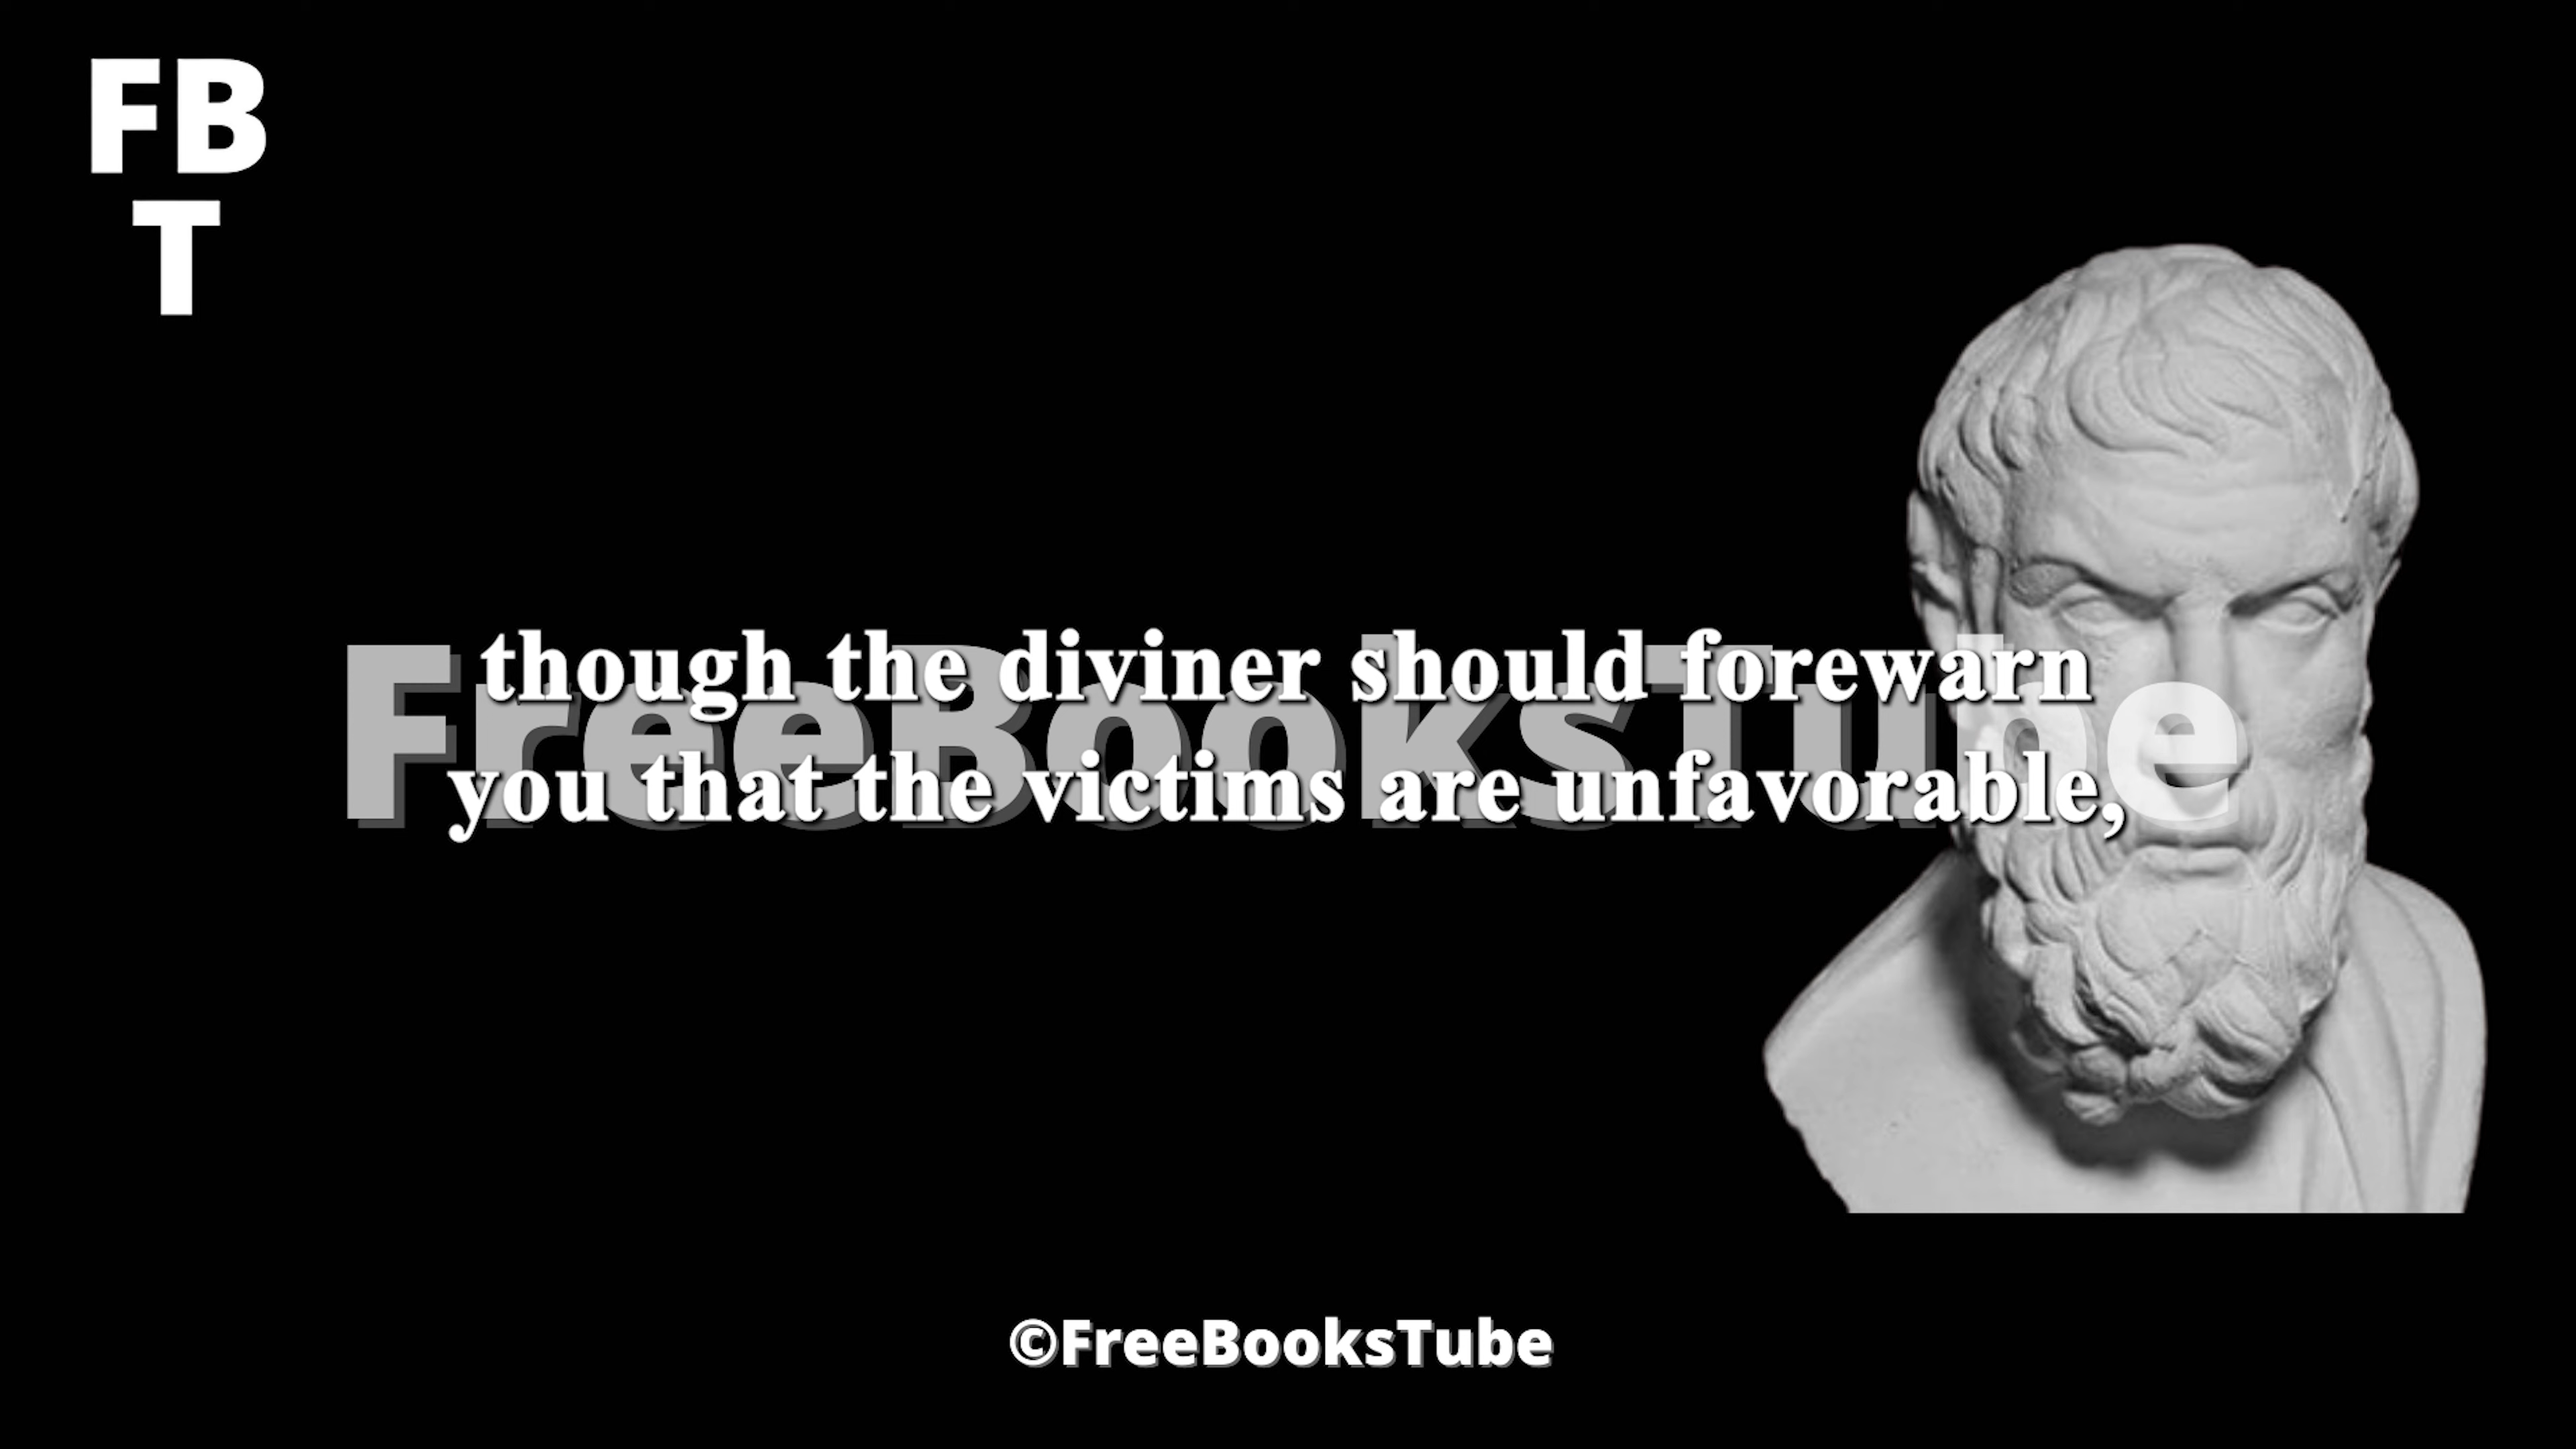 FB
T
though the diviner should forewarn
FreeBooksTube
you that the victims are unfavorable,
©FreeBooksTube